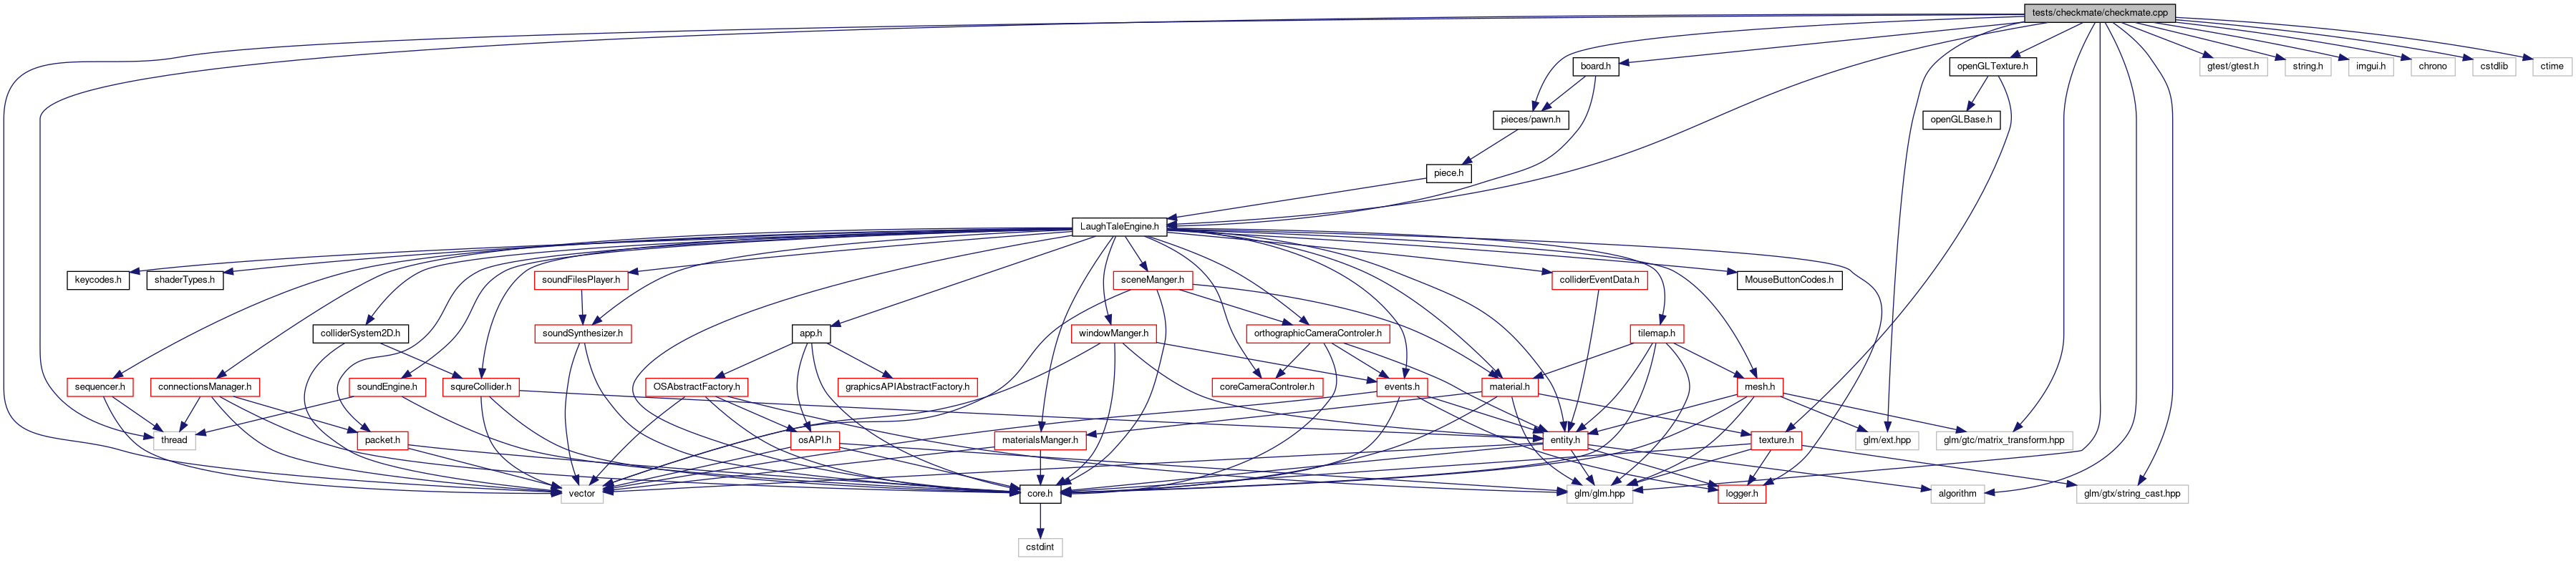 tests/checkmate/checkmate.cpp
board.h
openGLTexture.h
gtest/gtest.h
string.h
imgui.h
chrono
cstdlib
ctime
pieces/pawn.h
openGLBase.h
piece.h
LaughTaleEngine.h
keycodes.h
shaderTypes.h
soundFilesPlayer.h
sceneManger.h
colliderEventData.h
MouseButtonCodes.h
colliderSystem2D.h
soundSynthesizer.h
app.h
windowManger.h
orthographicCameraControler.h
tilemap.h
sequencer.h
connectionsManager.h
soundEngine.h
squreCollider.h
OSAbstractFactory.h
graphicsAPIAbstractFactory.h
coreCameraControler.h
events.h
material.h
mesh.h
thread
packet.h
osAPI.h
materialsManger.h
entity.h
texture.h
glm/ext.hpp
glm/gtc/matrix_transform.hpp
vector
core.h
glm/glm.hpp
logger.h
algorithm
glm/gtx/string_cast.hpp
cstdint